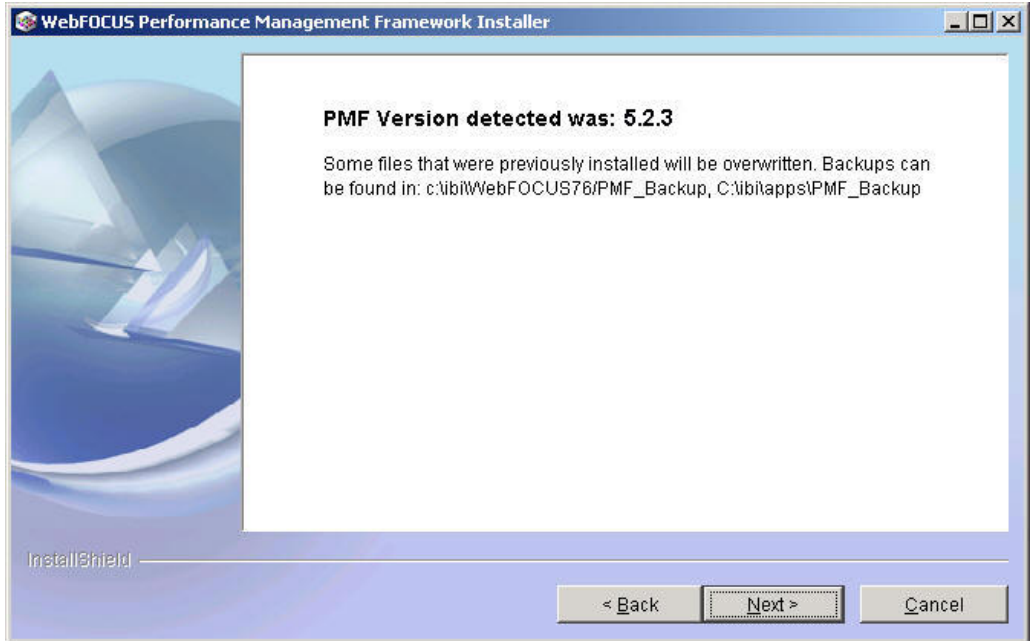 WebFOCUS Performance Management Framework Installer
PMF Version detected was: 5.2.3
Some files that were previously installed will be overwritten. Backups can
be found in: c:\ibi\WebFOCUS76/PMF_Backup, C:\ibi\apps\PMF_Backup
InstallShield
< Back
Next >
Cancel